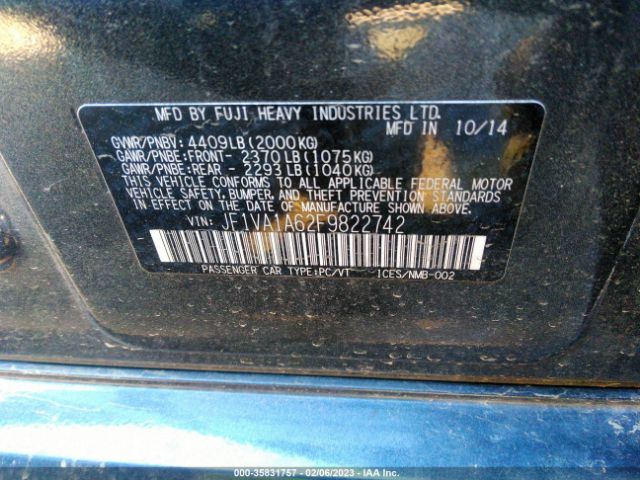 MFD BY FUJI HEAVY INDUSTRIES LTD.
MFD IN 10/14
GVWR/PNBV: 4409LB(2000KG)
GAWR/PNBE:FRONT- 2370LB(1075KG)
GAWR/PNBE:REAR - 2293LB(1040KG)
THIS VEHICLE CONFORMS TO ALL APPLICABLE FEDERAL MOTOR
VEHICLE SAFETY, BUMPER, AND THEFT PREVENTION STANDARDS
IN EFFECT ON THE DATE OF MANUFACTURE SHOWN ABOVE.
VIN: JF1VA1A62F9822742
PASSENGER CAR TYPE:PC/VT ICES/NMB-002
000-35831757 - 02/06/2023 - IAA Inc.